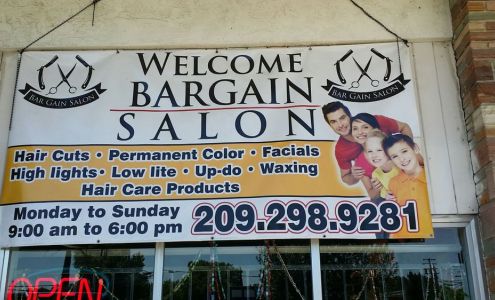 WELCOME
BARGAIN
SALON
BAR GAIN SALON
BAR GAIN SALON
Hair Cuts • Permanent Color • Facials
High lights • Low lite • Up-do • Waxing
Hair Care Products
Monday to Sunday
9:00 am to 6:00 pm
209.298.9281
OPEN